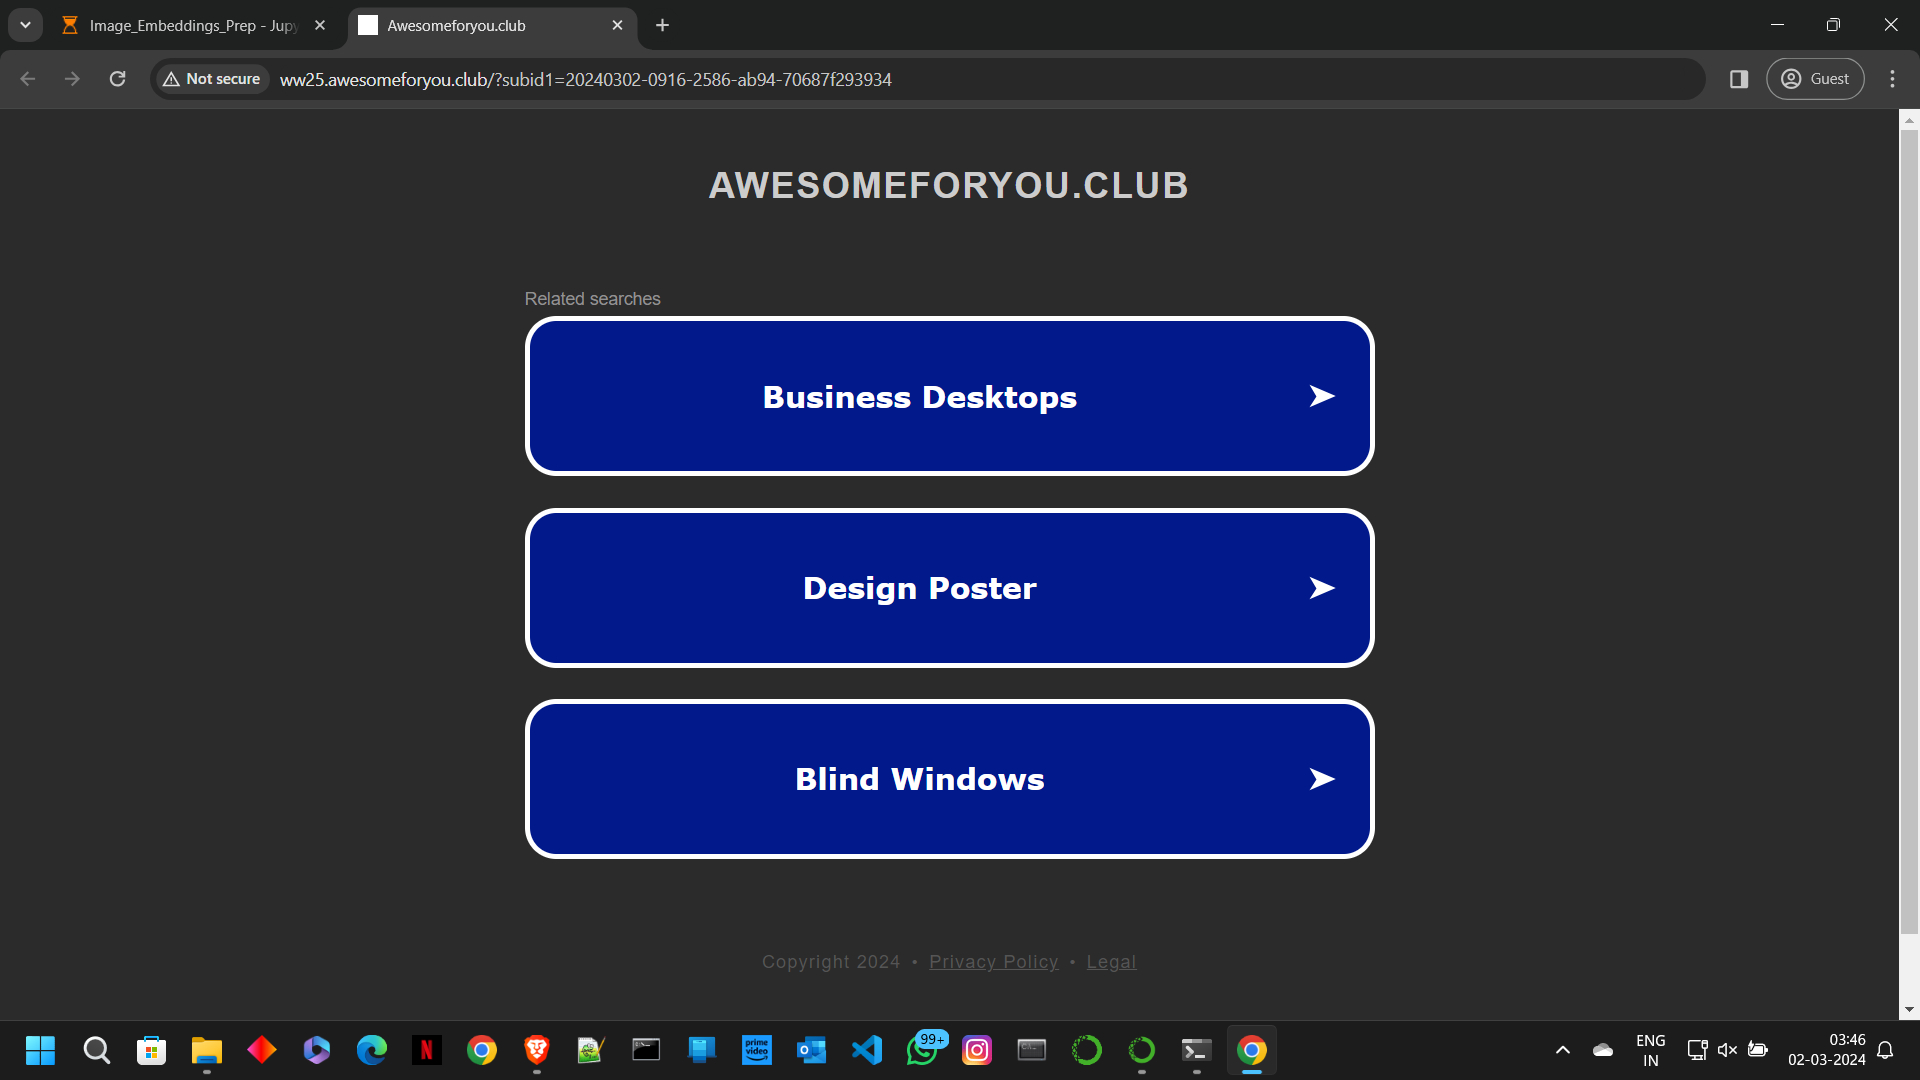 Image_Embeddings_Prep - Jupy
Awesomeforyou.club
Not secure
ww25.awesomeforyou.club/?subid1=20240302-0916-2586-ab94-70687f293934
Guest
AWESOMEFORYOU.CLUB
Related searches
Business Desktops
Design Poster
Blind Windows
Copyright 2024 • Privacy Policy • Legal
N
prime video
99+
ENG
IN
03:46
02-03-2024